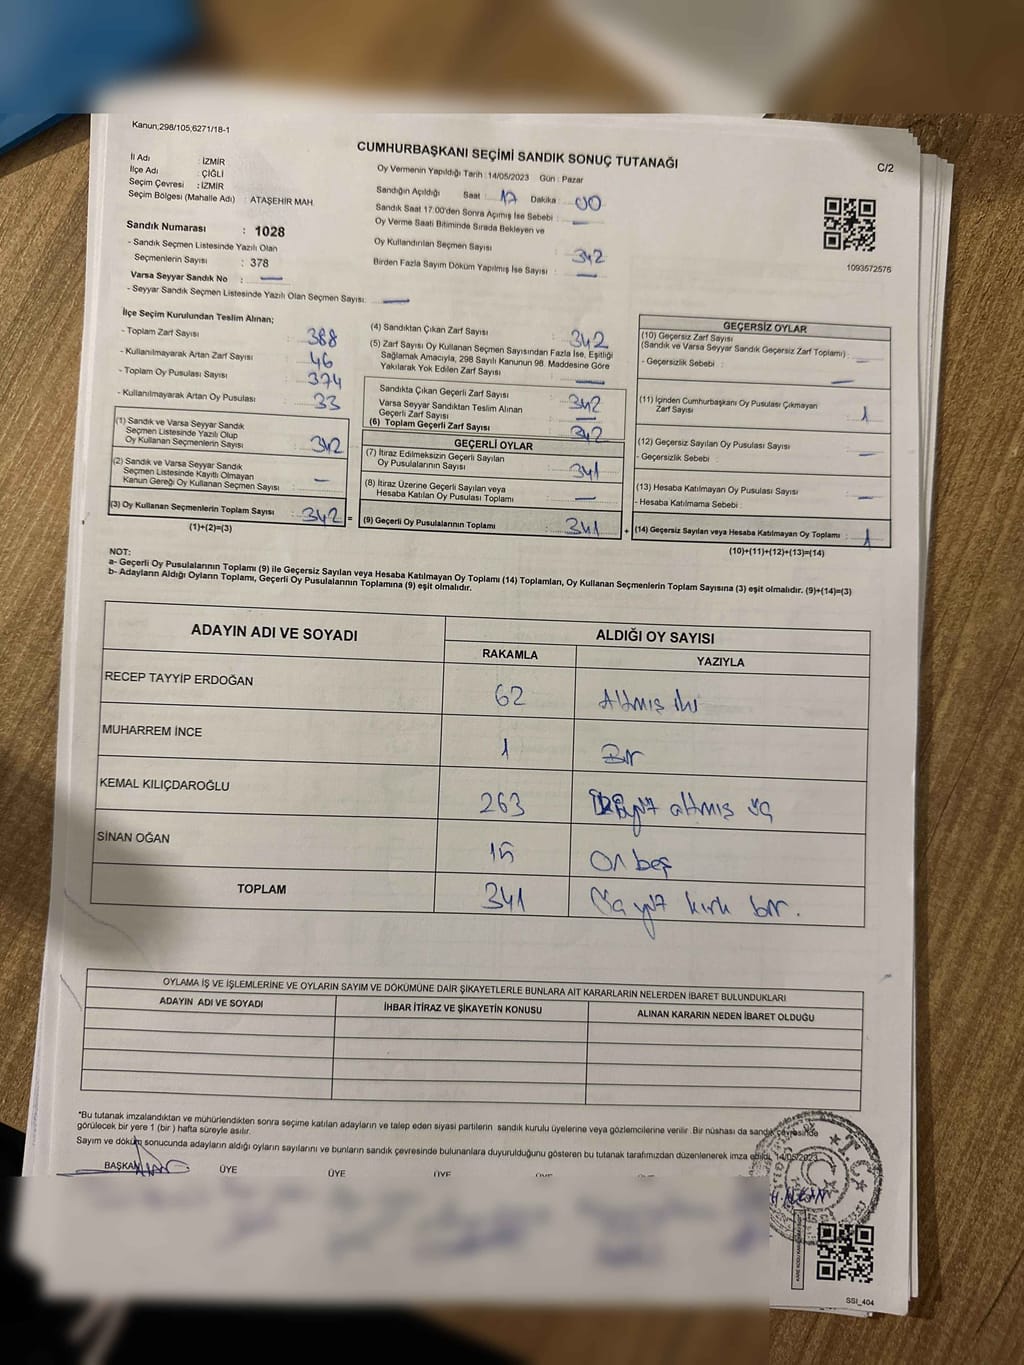 Kanun;298/105,6271/18-1
CUMHURBAŞKANI SEÇİMİ SANDIK SONUÇ TUTANAĞI
C/2
İl Adı : İZMİR
İlçe Adı : ÇİĞLİ
Seçim Çevresi : İZMİR
Seçim Bölgesi (Mahalle Adı) : ATAŞEHİR MAH.
Sandık Numarası : 1028
- Sandık Seçmen Listesinde Yazılı Olan
Seçmenlerin Sayısı : 378
Varsa Seyyar Sandık No : —
- Seyyar Sandık Seçmen Listesinde Yazılı Olan Seçmen Sayısı: —
Oy Vermenin Yapıldığı Tarih : 14/05/2023 Gün : Pazar
Sandığın Açıldığı Saat : 17 Dakika : 00
Sandık Saat 17.00'den Sonra Açımış İse Sebebi : —
Oy Verme Saati Bitiminde Sırada Bekleyen ve
Oy Kullandırılan Seçmen Sayısı : 342
Birden Fazla Sayım Döküm Yapılmış İse Sayısı : —
1093572576
İlçe Seçim Kurulundan Teslim Alınan;
- Toplam Zarf Sayısı : 388
- Kullanılmayarak Artan Zarf Sayısı : 46
- Toplam Oy Pusulası Sayısı : 374
- Kullanılmayarak Artan Oy Pusulası : 33
(1) Sandık ve Varsa Seyyar Sandık
Seçmen Listesinde Yazılı Olup
Oy Kullanan Seçmenlerin Sayısı : 342
(2) Sandık ve Varsa Seyyar Sandık
Seçmen Listesinde Kayıtlı Olmayan
Kanun Gereği Oy Kullanan Seçmen Sayısı : —
(3) Oy Kullanan Seçmenlerin Toplam Sayısı : 342 =
(1)+(2)=(3)
(4) Sandıktan Çıkan Zarf Sayısı : 342
(5) Zarf Sayısı Oy Kullanan Seçmen Sayısından Fazla İse, Eşitliği
Sağlamak Amacıyla, 298 Sayılı Kanunun 98. Maddesine Göre
Yakılarak Yok Edilen Zarf Sayısı : —
Sandıkta Çıkan Geçerli Zarf Sayısı : 342
Varsa Seyyar Sandıktan Teslim Alınan
Geçerli Zarf Sayısı : —
(6) Toplam Geçerli Zarf Sayısı : 342
GEÇERLİ OYLAR
(7) İtiraz Edilmeksizin Geçerli Sayılan
Oy Pusulalarının Sayısı : 341
(8) İtiraz Üzerine Geçerli Sayılan veya
Hesaba Katılan Oy Pusulası Toplamı : —
(9) Geçerli Oy Pusulalarının Toplamı : 341 +
GEÇERSİZ OYLAR
(10) Geçersiz Zarf Sayısı
(Sandık ve Varsa Seyyar Sandık Geçersiz Zarf Toplamı) : —
- Geçersizlik Sebebi : —
(11) İçinden Cumhurbaşkanı Oy Pusulası Çıkmayan
Zarf Sayısı : 1
(12) Geçersiz Sayılan Oy Pusulası Sayısı : —
- Geçersizlik Sebebi :
(13) Hesaba Katılmayan Oy Pusulası Sayısı : —
- Hesaba Katılmama Sebebi :
(14) Geçersiz Sayılan veya Hesaba Katılmayan Oy Toplamı : 1
(10)+(11)+(12)+(13)=(14)
NOT:
a- Geçerli Oy Pusulalarının Toplamı (9) ile Geçersiz Sayılan veya Hesaba Katılmayan Oy Toplamı (14) Toplamları, Oy Kullanan Seçmenlerin Toplam Sayısına (3) eşit olmalıdır. (9)+(14)=(3)
b- Adayların Aldığı Oyların Toplamı, Geçerli Oy Pusulalarının Toplamına (9) eşit olmalıdır.
ADAYIN ADI VE SOYADI ALDIĞI OY SAYISI
RAKAMLA YAZIYLA
RECEP TAYYİP ERDOĞAN 62 Altmış iki
MUHARREM İNCE 1 Bir
KEMAL KILIÇDAROĞLU 263 İkiyüz altmış üç
SİNAN OĞAN 15 On beş
TOPLAM 341 Üç yüz kırk bir.
OYLAMA İŞ VE İŞLEMLERİNE VE OYLARIN SAYIM VE DÖKÜMÜNE DAİR ŞİKAYETLERLE BUNLARA AİT KARARLARIN NELERDEN İBARET BULUNDUKLARI
ADAYIN ADI VE SOYADI İHBAR İTİRAZ VE ŞİKAYETİN KONUSU ALINAN KARARIN NEDEN İBARET OLDUĞU
*Bu tutanak imzalandıktan ve mühürlendikten sonra seçime katılan adayların ve talep eden siyasi partilerin sandık kurulu üyelerine veya gözlemcilerine verilir. Bir nüshası da sandık çevresinde
görülecek bir yere 1 (bir ) hafta süreyle asılır.
Sayım ve döküm sonucunda adayların aldığı oyların sayılarını ve bunların sandık çevresinde bulunanlara duyurulduğunu gösteren bu tutanak tarafımızdan düzenlenerek imza edildi. 14/05/2023
BAŞKAN ÜYE ÜYE ÜYE ÜYE ÜYE
T.C.
SSI_404